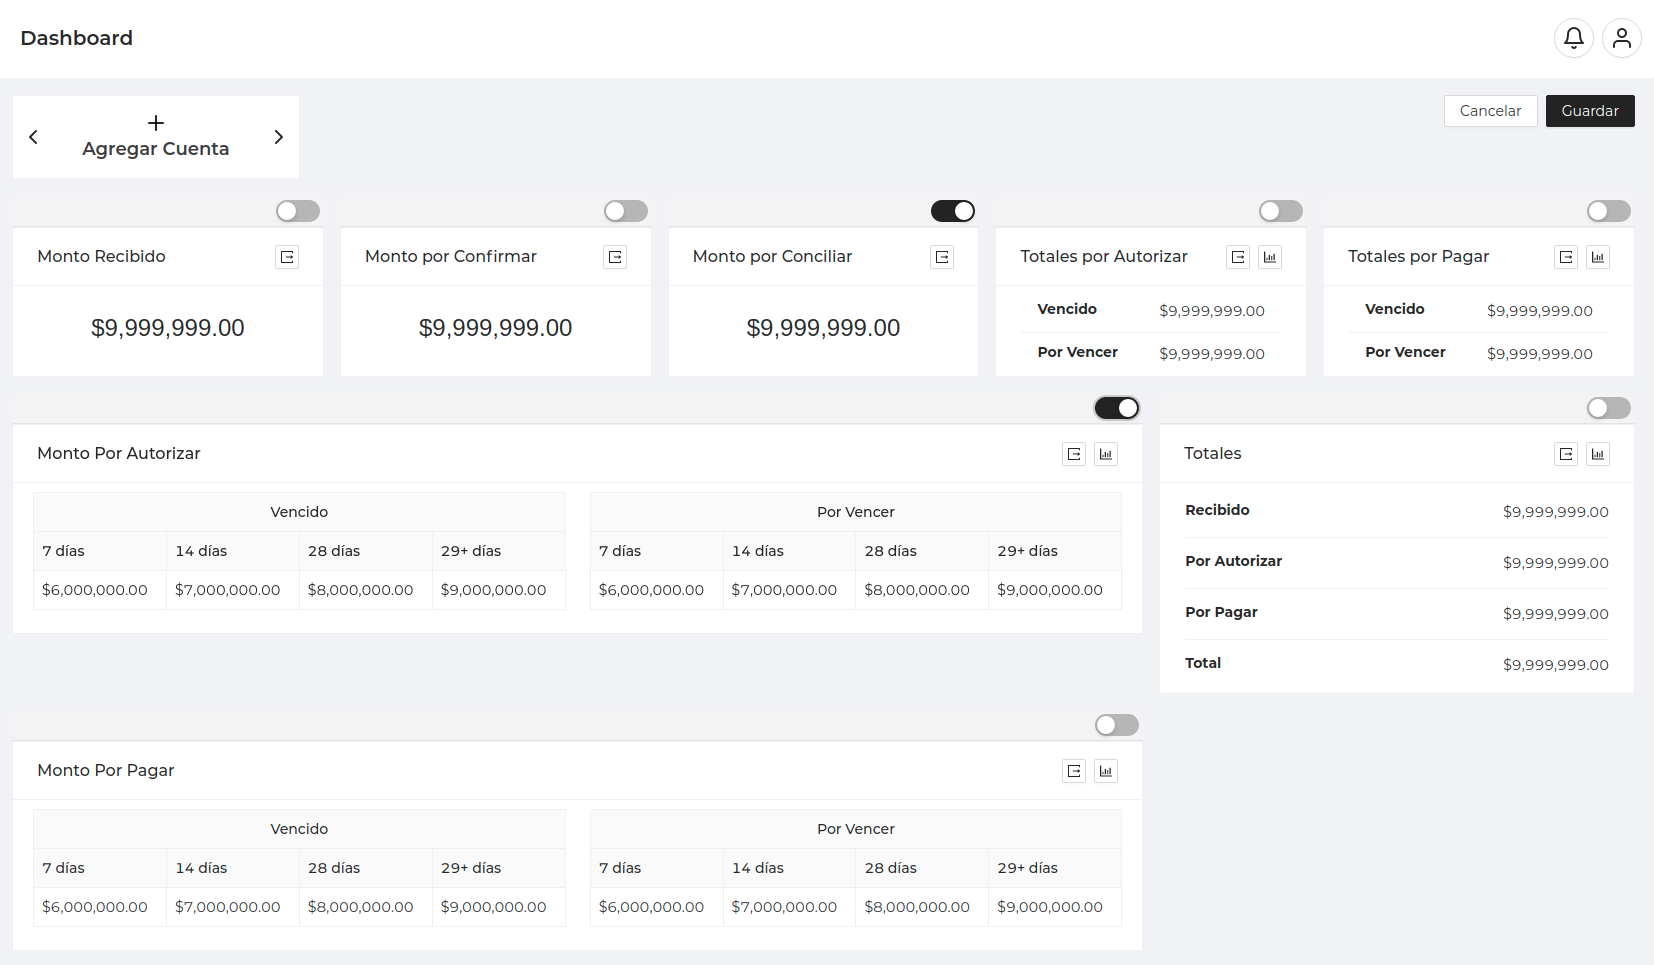 Dashboard
Cancelar
Guardar
Agregar Cuenta
Monto Recibido
$9,999,999.00
Monto por Confirmar
$9,999,999.00
Monto por Conciliar
$9,999,999.00
Totales por Autorizar
Vencido $9,999,999.00
Por Vencer $9,999,999.00
Totales por Pagar
Vencido $9,999,999.00
Por Vencer $9,999,999.00
Monto Por Autorizar
Vencido
7 días 14 días 28 días 29+ días
$6,000,000.00 $7,000,000.00 $8,000,000.00 $9,000,000.00
Por Vencer
7 días 14 días 28 días 29+ días
$6,000,000.00 $7,000,000.00 $8,000,000.00 $9,000,000.00
Totales
Recibido $9,999,999.00
Por Autorizar $9,999,999.00
Por Pagar $9,999,999.00
Total $9,999,999.00
Monto Por Pagar
Vencido
7 días 14 días 28 días 29+ días
$6,000,000.00 $7,000,000.00 $8,000,000.00 $9,000,000.00
Por Vencer
7 días 14 días 28 días 29+ días
$6,000,000.00 $7,000,000.00 $8,000,000.00 $9,000,000.00